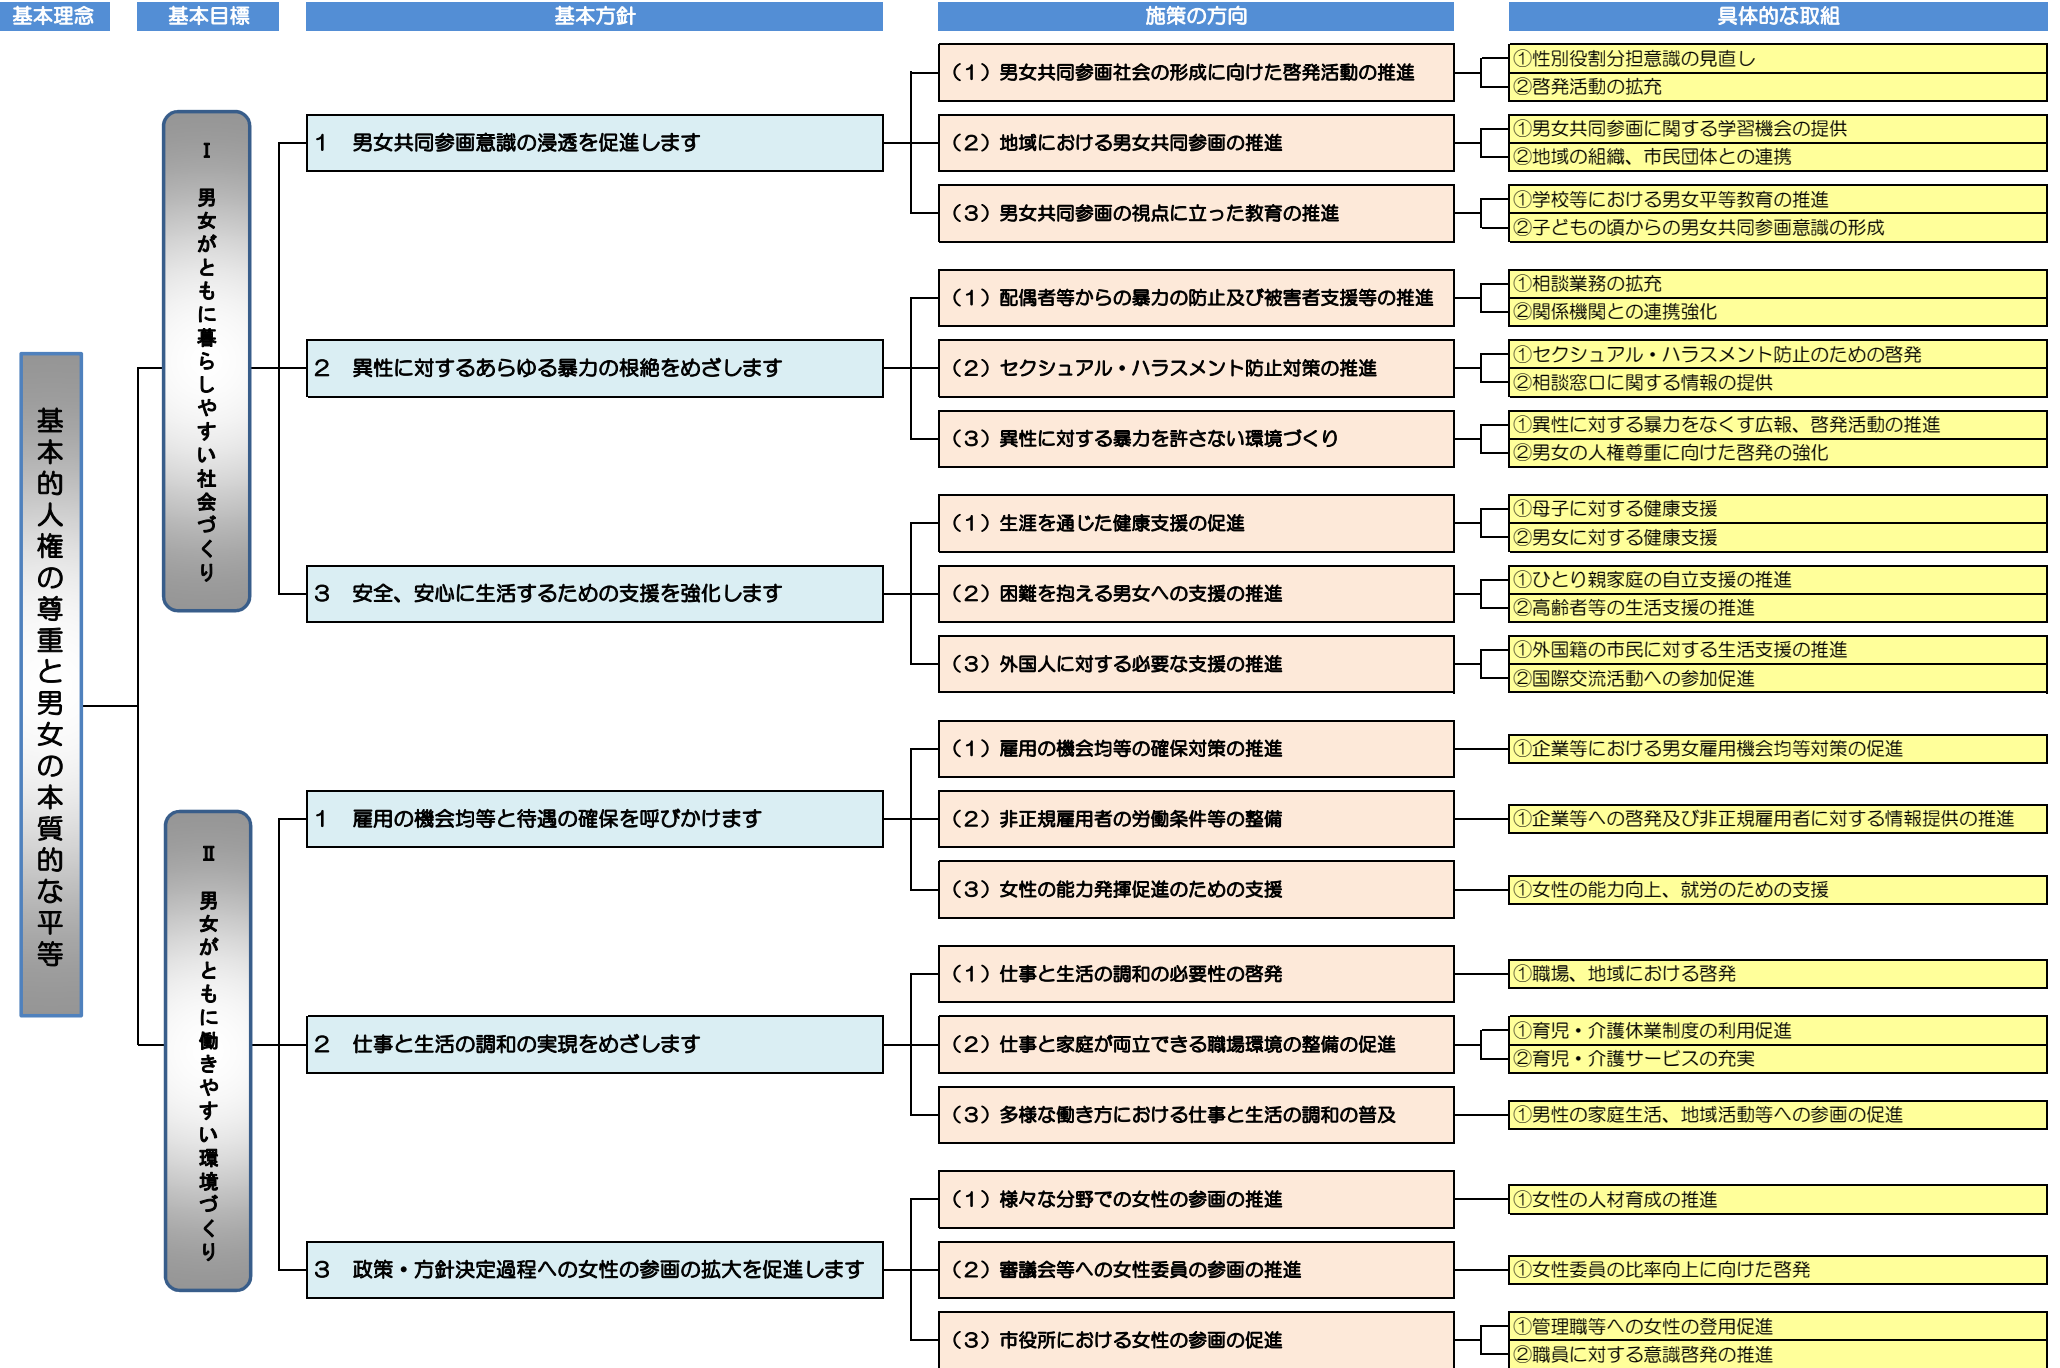 基本理念
基本目標
基本方針
施策の方向
具体的な取組
基本的人権の尊重と男女の本質的な平等
Ⅰ 男女がともに暮らしやすい社会づくり
1 男女共同参画意識の浸透を促進します
（1）男女共同参画社会の形成に向けた啓発活動の推進
①性別役割分担意識の見直し
②啓発活動の拡充
（2）地域における男女共同参画の推進
①男女共同参画に関する学習機会の提供
②地域の組織、市民団体との連携
（3）男女共同参画の視点に立った教育の推進
①学校等における男女平等教育の推進
②子どもの頃からの男女共同参画意識の形成
2 異性に対するあらゆる暴力の根絶をめざします
（1）配偶者等からの暴力の防止及び被害者支援等の推進
①相談業務の拡充
②関係機関との連携強化
（2）セクシュアル・ハラスメント防止対策の推進
①セクシュアル・ハラスメント防止のための啓発
②相談窓口に関する情報の提供
（3）異性に対する暴力を許さない環境づくり
①異性に対する暴力をなくす広報、啓発活動の推進
②男女の人権尊重に向けた啓発の強化
3 安全、安心に生活するための支援を強化します
（1）生涯を通じた健康支援の促進
①母子に対する健康支援
②男女に対する健康支援
（2）困難を抱える男女への支援の推進
①ひとり親家庭の自立支援の推進
②高齢者等の生活支援の推進
（3）外国人に対する必要な支援の推進
①外国籍の市民に対する生活支援の推進
②国際交流活動への参加促進
Ⅱ 男女がともに働きやすい環境づくり
1 雇用の機会均等と待遇の確保を呼びかけます
（1）雇用の機会均等の確保対策の推進
①企業等における男女雇用機会均等対策の促進
（2）非正規雇用者の労働条件等の整備
①企業等への啓発及び非正規雇用者に対する情報提供の推進
（3）女性の能力発揮促進のための支援
①女性の能力向上、就労のための支援
2 仕事と生活の調和の実現をめざします
（1）仕事と生活の調和の必要性の啓発
①職場、地域における啓発
（2）仕事と家庭が両立できる職場環境の整備の促進
①育児・介護休業制度の利用促進
②育児・介護サービスの充実
（3）多様な働き方における仕事と生活の調和の普及
①男性の家庭生活、地域活動等への参画の促進
3 政策・方針決定過程への女性の参画の拡大を促進します
（1）様々な分野での女性の参画の推進
①女性の人材育成の推進
（2）審議会等への女性委員の参画の推進
①女性委員の比率向上に向けた啓発
（3）市役所における女性の参画の促進
①管理職等への女性の登用促進
②職員に対する意識啓発の推進